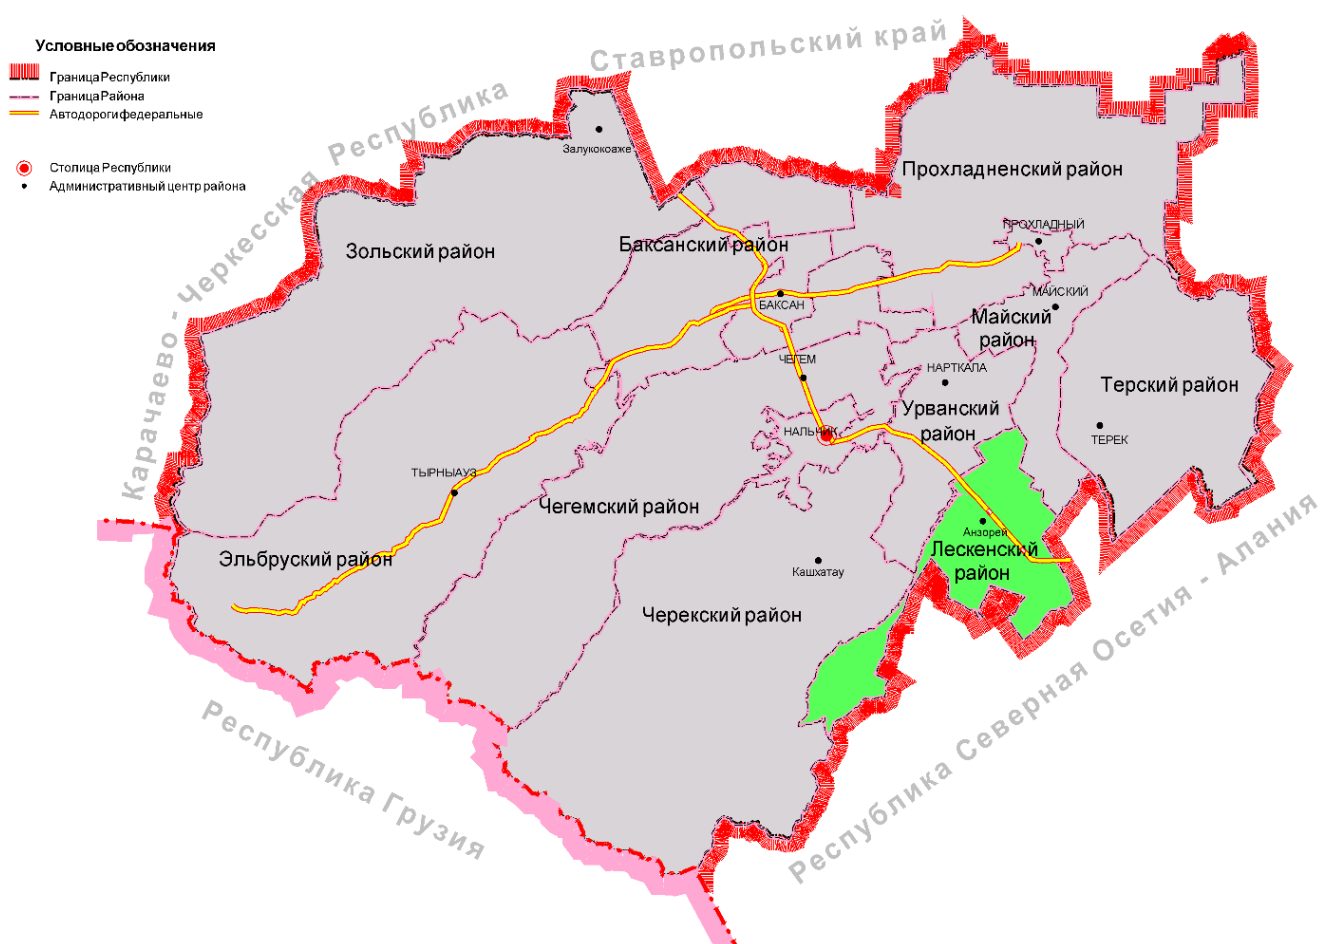 Условные обозначения
Граница Республики
Граница Района
Автодороги федеральные
Столица Республики
Административный центр района
Ставропольский край
Карачаево - Черкесская Республика
Залукокоаже
Прохладненский район
ПРОХЛАДНЫЙ
Зольский район
Баксанский район
БАКСАН
МАЙСКИЙ
Майский
район
ЧЕГЕМ
НАРТКАЛА
Терский район
Урванский
район
НАЛЬЧИК
ТЕРЕК
ТЫРНЫАУЗ
Чегемский район
Анзорей
Лескенский
район
Эльбруский район
Кашхатау
Черекский район
Республика Грузия
Республика Северная Осетия - Алания